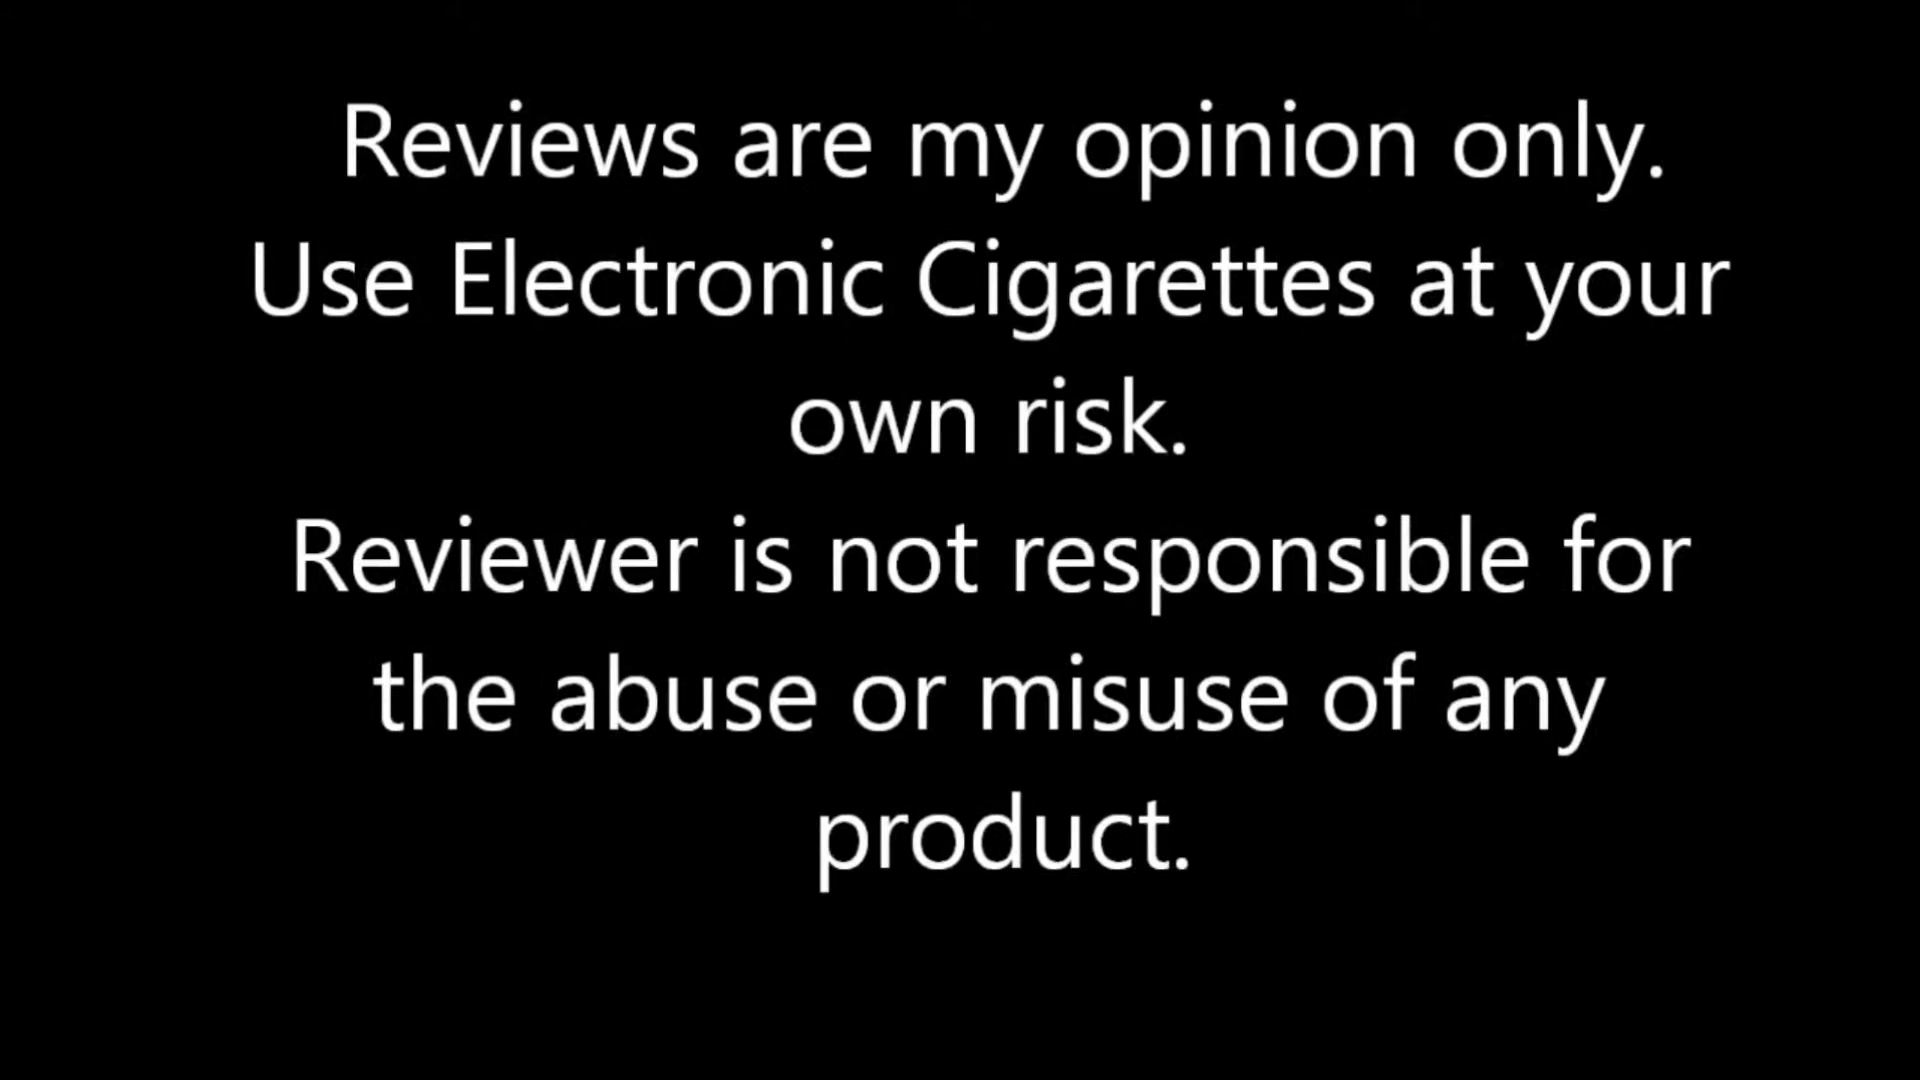 Reviews are my opinion only.
Use Electronic Cigarettes at your
own risk.
Reviewer is not responsible for
the abuse or misuse of any
product.